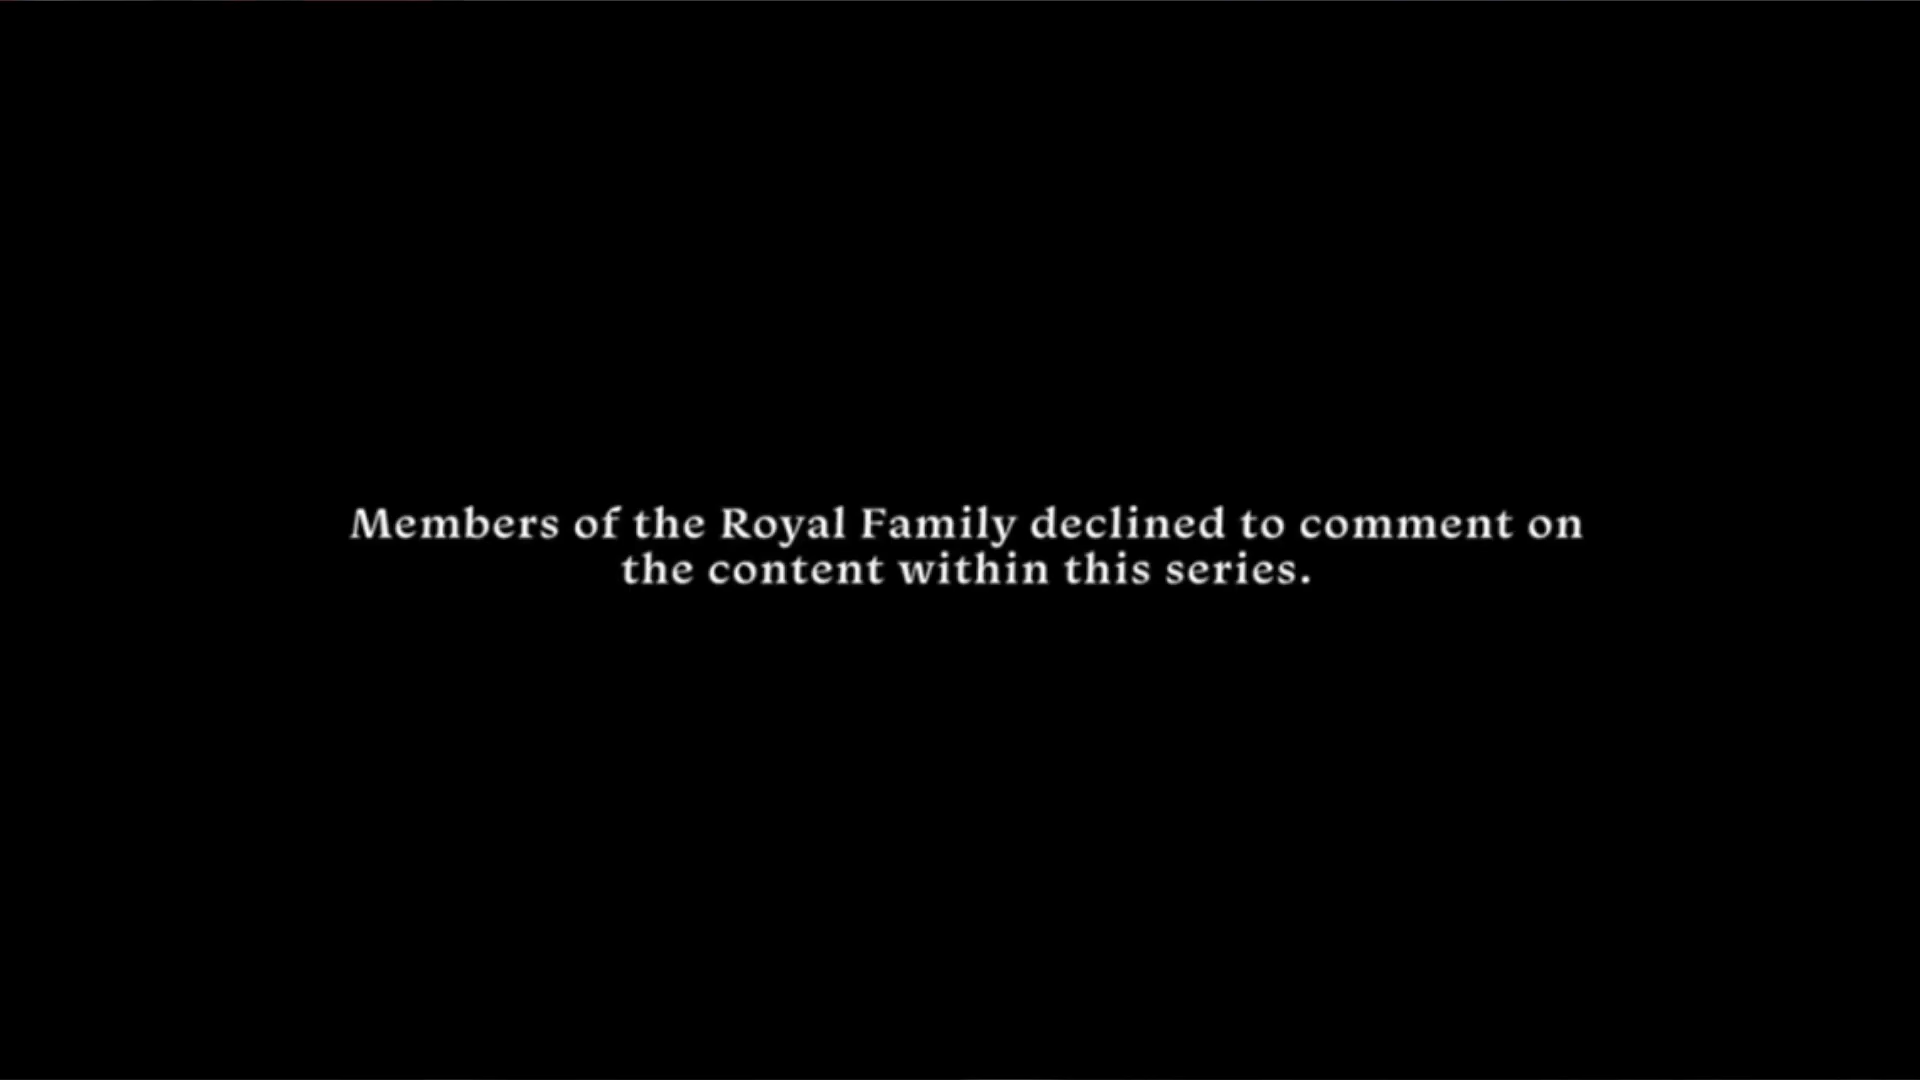 Members of the Royal Family declined to comment on
the content within this series.